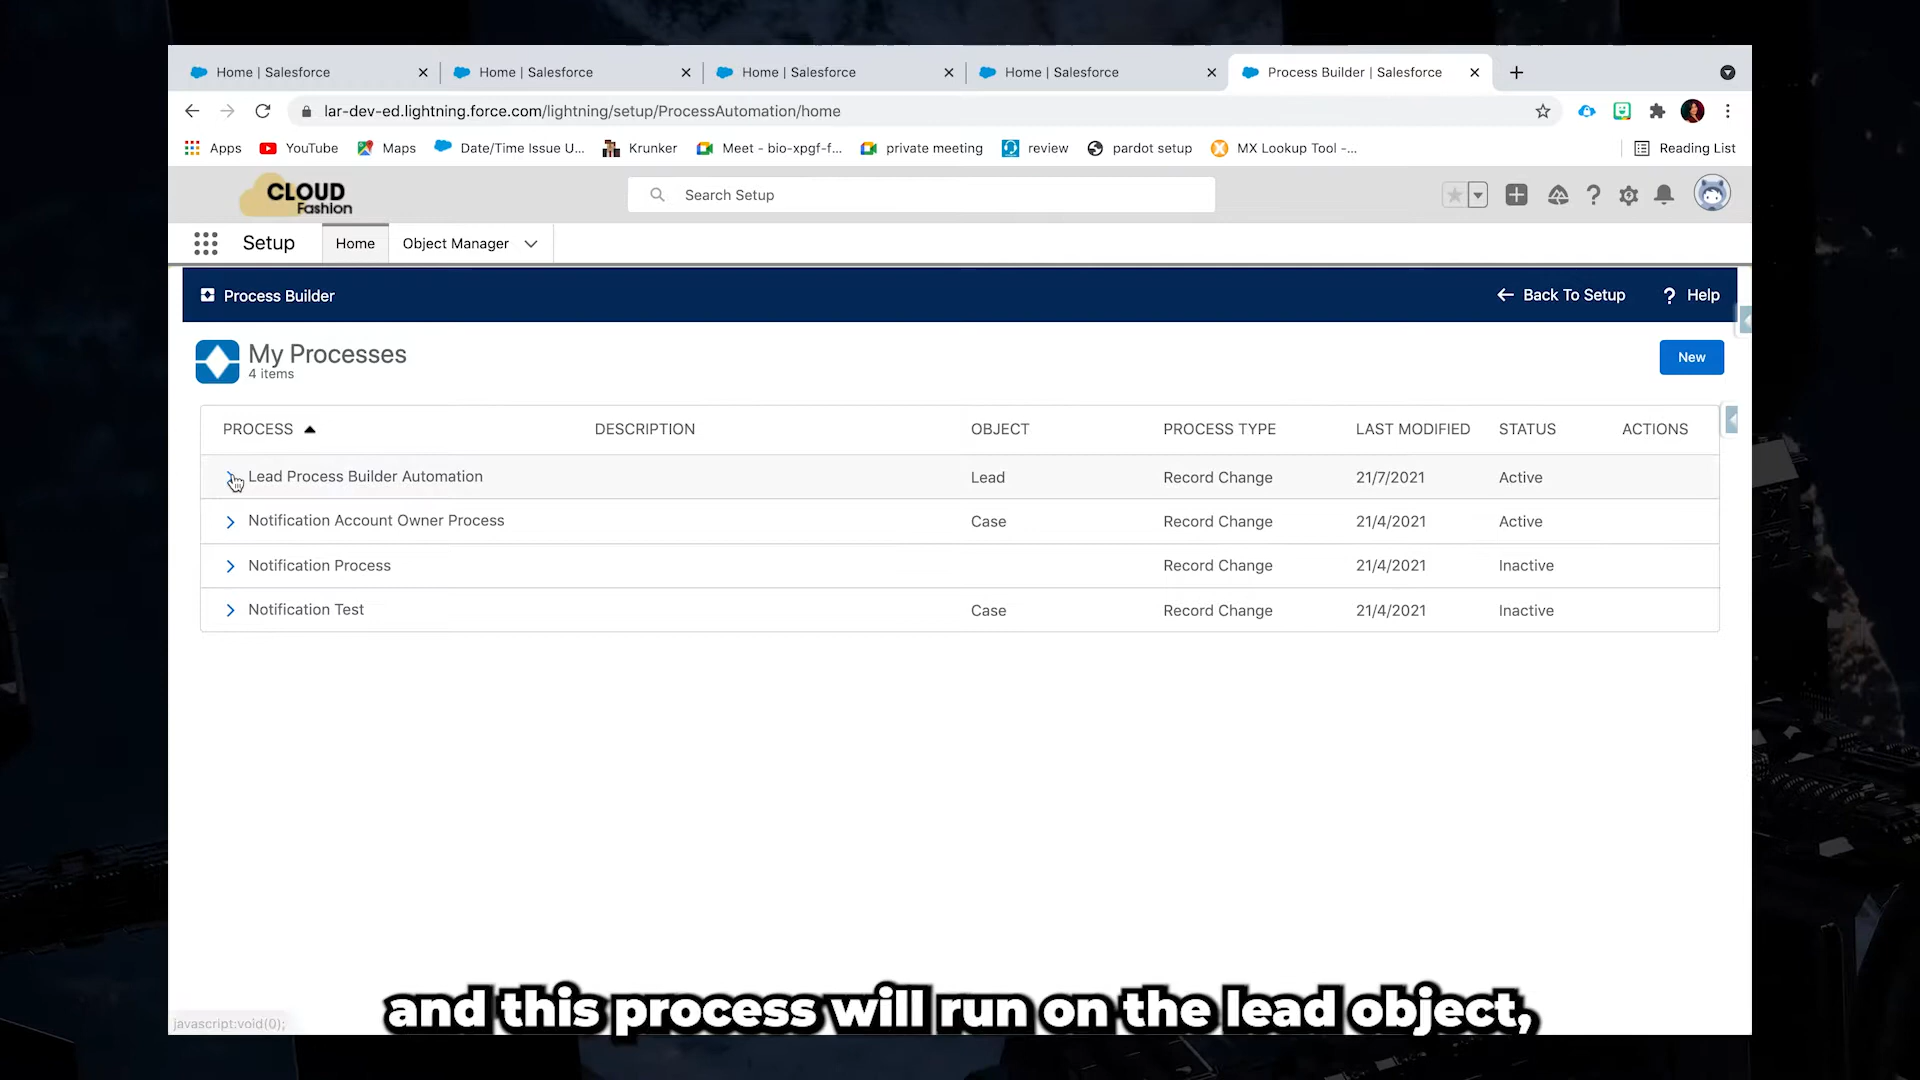 Home | Salesforce
Home | Salesforce
Home | Salesforce
Home | Salesforce
Process Builder | Salesforce
lar-dev-ed.lightning.force.com/lightning/setup/ProcessAutomation/home
Apps
YouTube
Maps
Date/Time Issue U...
Krunker
Meet - bio-xpgf-f...
private meeting
review
pardot setup
MX Lookup Tool -...
Reading List
CLOUD
Fashion
Search Setup
Setup
Home
Object Manager
Process Builder
Back To Setup
? Help
My Processes
4 items
New
PROCESS DESCRIPTION OBJECT PROCESS TYPE LAST MODIFIED STATUS ACTIONS
Lead Process Builder Automation Lead Record Change 21/7/2021 Active
Notification Account Owner Process Case Record Change 21/4/2021 Active
Notification Process Record Change 21/4/2021 Inactive
Notification Test Case Record Change 21/4/2021 Inactive
and this process will run on the lead object,
javascript:void(0);